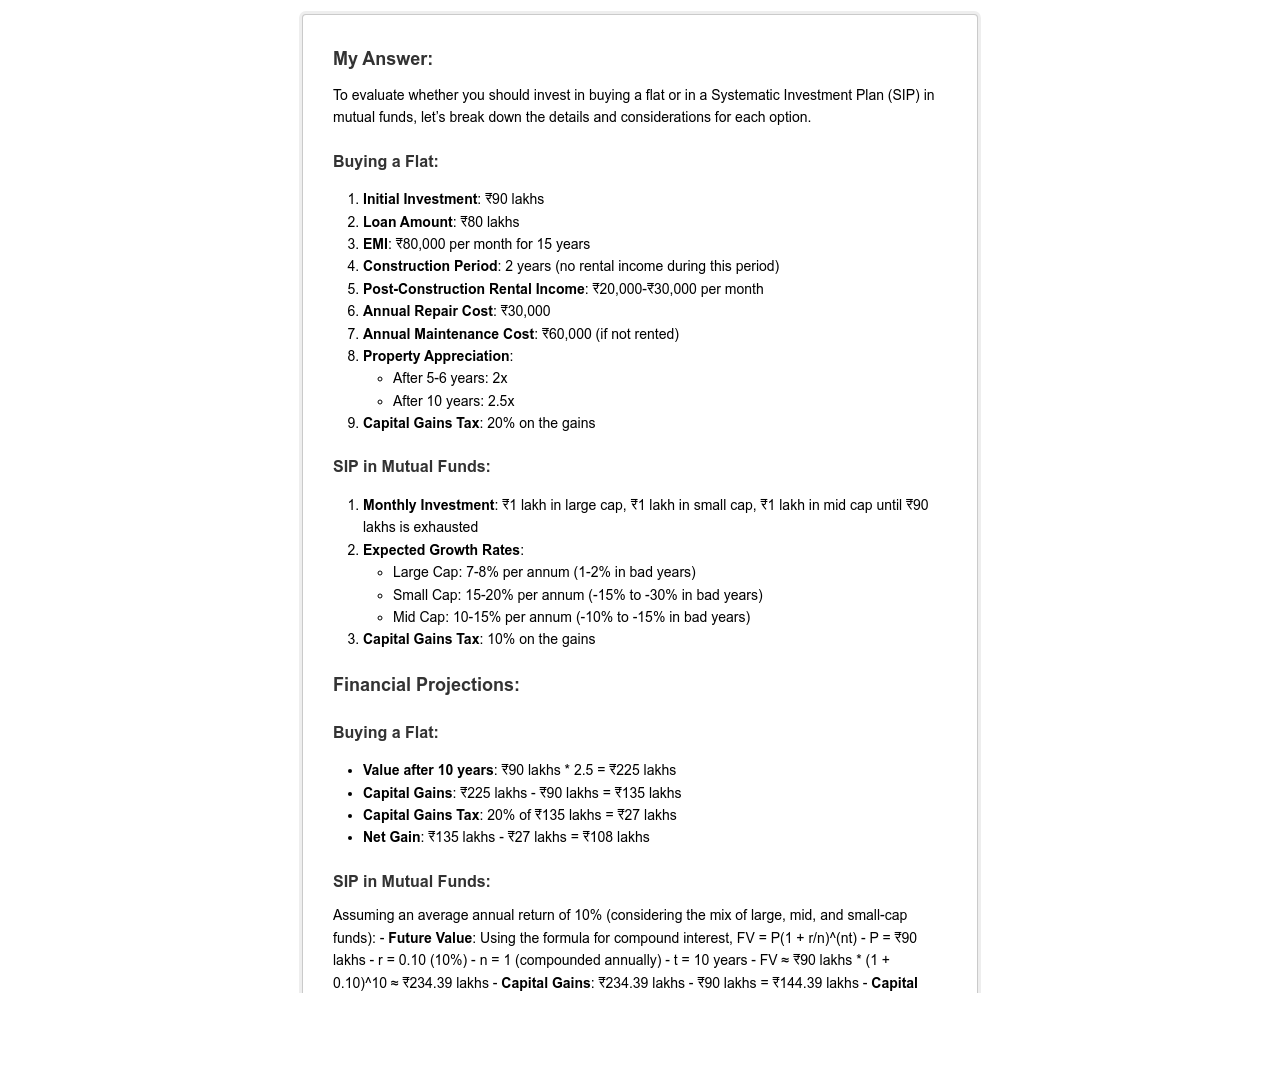 My Answer:
To evaluate whether you should invest in buying a flat or in a Systematic Investment Plan (SIP) in
mutual funds, let’s break down the details and considerations for each option.
Buying a Flat:
1. Initial Investment: ₹90 lakhs
2. Loan Amount: ₹80 lakhs
3. EMI: ₹80,000 per month for 15 years
4. Construction Period: 2 years (no rental income during this period)
5. Post-Construction Rental Income: ₹20,000-₹30,000 per month
6. Annual Repair Cost: ₹30,000
7. Annual Maintenance Cost: ₹60,000 (if not rented)
8. Property Appreciation:
◦ After 5-6 years: 2x
◦ After 10 years: 2.5x
9. Capital Gains Tax: 20% on the gains
SIP in Mutual Funds:
1. Monthly Investment: ₹1 lakh in large cap, ₹1 lakh in small cap, ₹1 lakh in mid cap until ₹90
lakhs is exhausted
2. Expected Growth Rates:
◦ Large Cap: 7-8% per annum (1-2% in bad years)
◦ Small Cap: 15-20% per annum (-15% to -30% in bad years)
◦ Mid Cap: 10-15% per annum (-10% to -15% in bad years)
3. Capital Gains Tax: 10% on the gains
Financial Projections:
Buying a Flat:
• Value after 10 years: ₹90 lakhs * 2.5 = ₹225 lakhs
• Capital Gains: ₹225 lakhs - ₹90 lakhs = ₹135 lakhs
• Capital Gains Tax: 20% of ₹135 lakhs = ₹27 lakhs
• Net Gain: ₹135 lakhs - ₹27 lakhs = ₹108 lakhs
SIP in Mutual Funds:
Assuming an average annual return of 10% (considering the mix of large, mid, and small-cap
funds): - Future Value: Using the formula for compound interest, FV = P(1 + r/n)^(nt) - P = ₹90
lakhs - r = 0.10 (10%) - n = 1 (compounded annually) - t = 10 years - FV ≈ ₹90 lakhs * (1 +
0.10)^10 ≈ ₹234.39 lakhs - Capital Gains: ₹234.39 lakhs - ₹90 lakhs = ₹144.39 lakhs - Capital